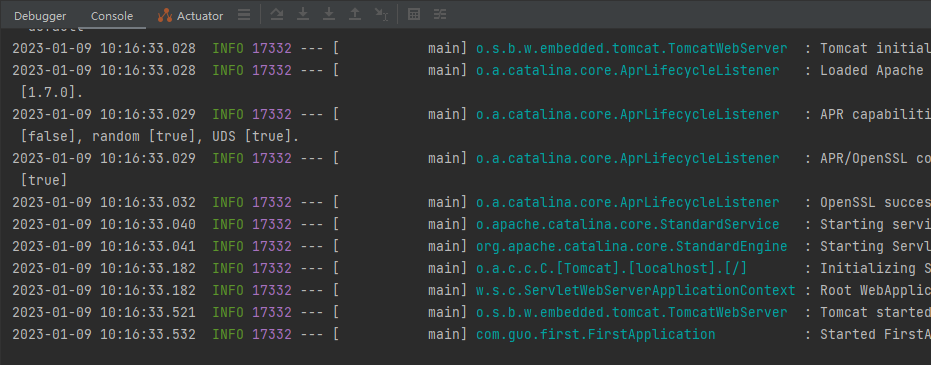 Debugger Console Actuator
2023-01-09 10:16:33.028  INFO 17332 --- [           main] o.s.b.w.embedded.tomcat.TomcatWebServer  : Tomcat initial
2023-01-09 10:16:33.028  INFO 17332 --- [           main] o.a.catalina.core.AprLifecycleListener   : Loaded Apache
[1.7.0].
2023-01-09 10:16:33.029  INFO 17332 --- [           main] o.a.catalina.core.AprLifecycleListener   : APR capabiliti
[false], random [true], UDS [true].
2023-01-09 10:16:33.029  INFO 17332 --- [           main] o.a.catalina.core.AprLifecycleListener   : APR/OpenSSL co
[true]
2023-01-09 10:16:33.032  INFO 17332 --- [           main] o.a.catalina.core.AprLifecycleListener   : OpenSSL succes
2023-01-09 10:16:33.040  INFO 17332 --- [           main] o.apache.catalina.core.StandardService   : Starting servi
2023-01-09 10:16:33.041  INFO 17332 --- [           main] org.apache.catalina.core.StandardEngine  : Starting Servl
2023-01-09 10:16:33.182  INFO 17332 --- [           main] o.a.c.c.C.[Tomcat].[localhost].[/]       : Initializing S
2023-01-09 10:16:33.182  INFO 17332 --- [           main] w.s.c.ServletWebServerApplicationContext : Root WebApplic
2023-01-09 10:16:33.521  INFO 17332 --- [           main] o.s.b.w.embedded.tomcat.TomcatWebServer  : Tomcat started
2023-01-09 10:16:33.532  INFO 17332 --- [           main] com.guo.first.FirstApplication           : Started FirstA